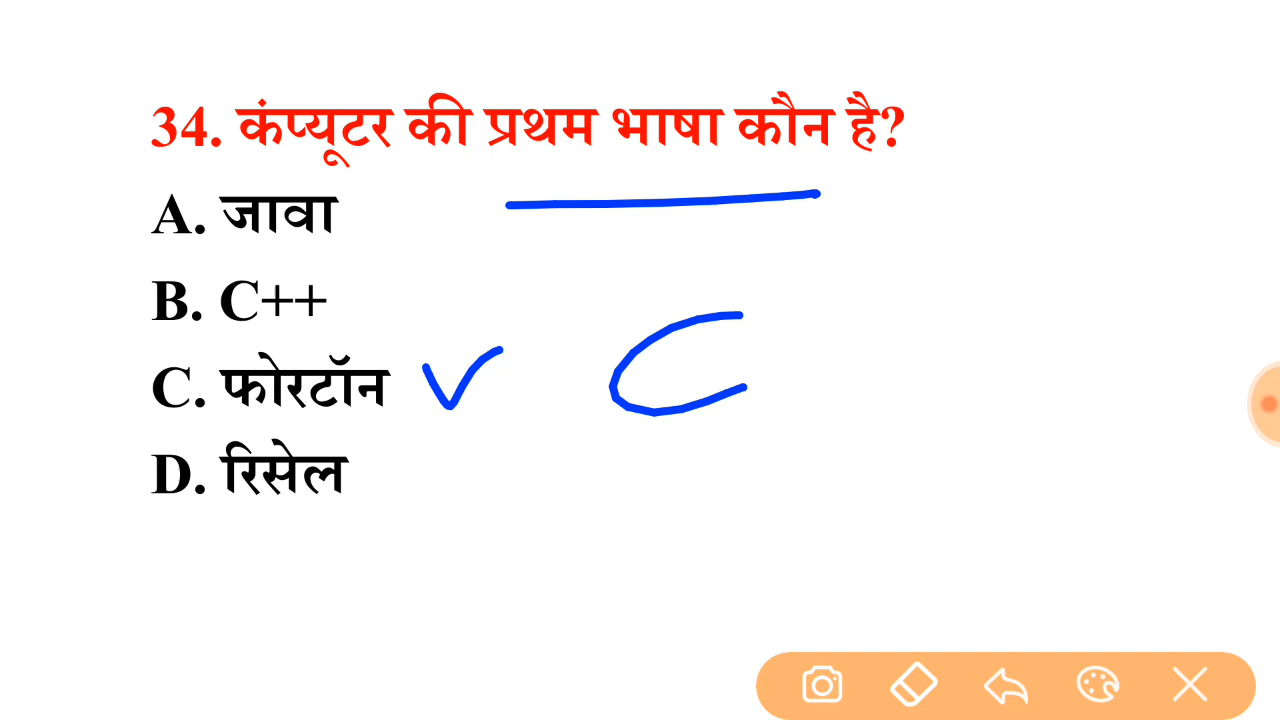 34. कंप्यूटर की प्रथम भाषा कौन है?
A. जावा
B. C++
C. फोरटॉन
C
D. रिसेल